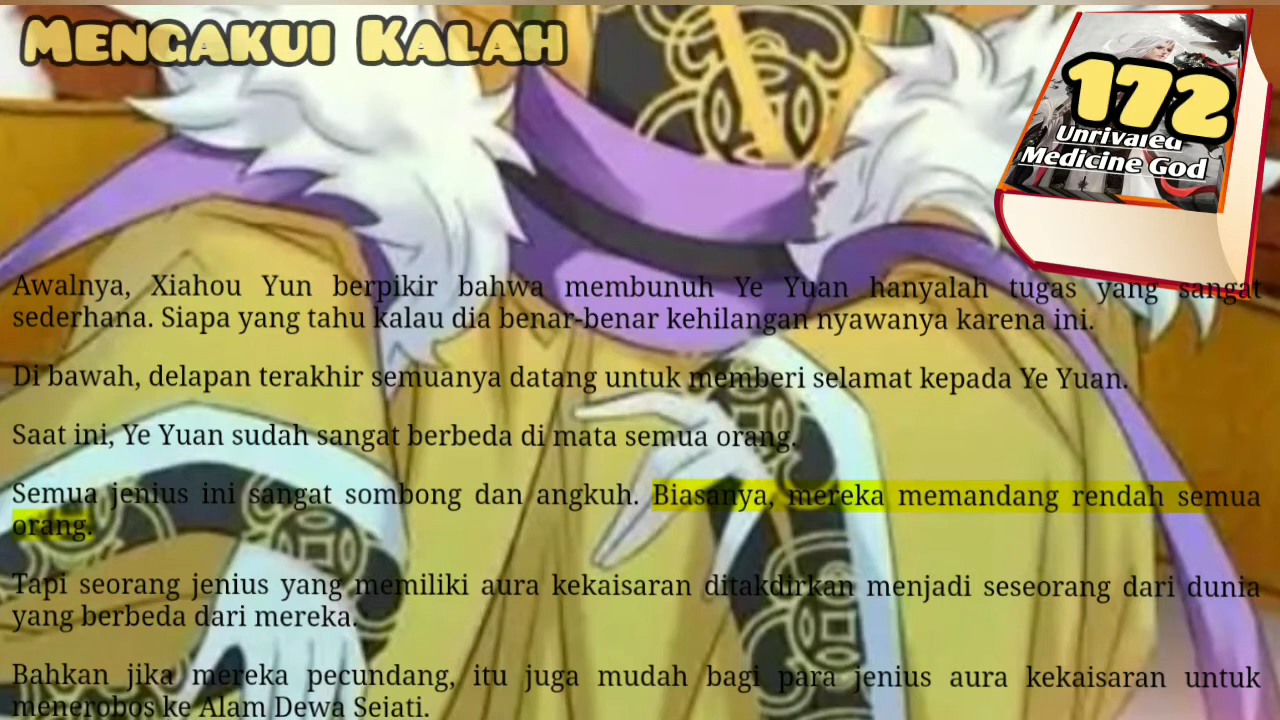 Mengakui Kalah
172
Unrivaled
Medicine God
Awalnya, Xiahou Yun berpikir bahwa membunuh Ye Yuan hanyalah tugas yang sangat
sederhana. Siapa yang tahu kalau dia benar-benar kehilangan nyawanya karena ini.
Di bawah, delapan terakhir semuanya datang untuk memberi selamat kepada Ye Yuan.
Saat ini, Ye Yuan sudah sangat berbeda di mata semua orang.
Semua jenius ini sangat sombong dan angkuh. Biasanya, mereka memandang rendah semua
orang.
Tapi seorang jenius yang memiliki aura kekaisaran ditakdirkan menjadi seseorang dari dunia
yang berbeda dari mereka.
Bahkan jika mereka pecundang, itu juga mudah bagi para jenius aura kekaisaran untuk
menerobos ke Alam Dewa Sejati.